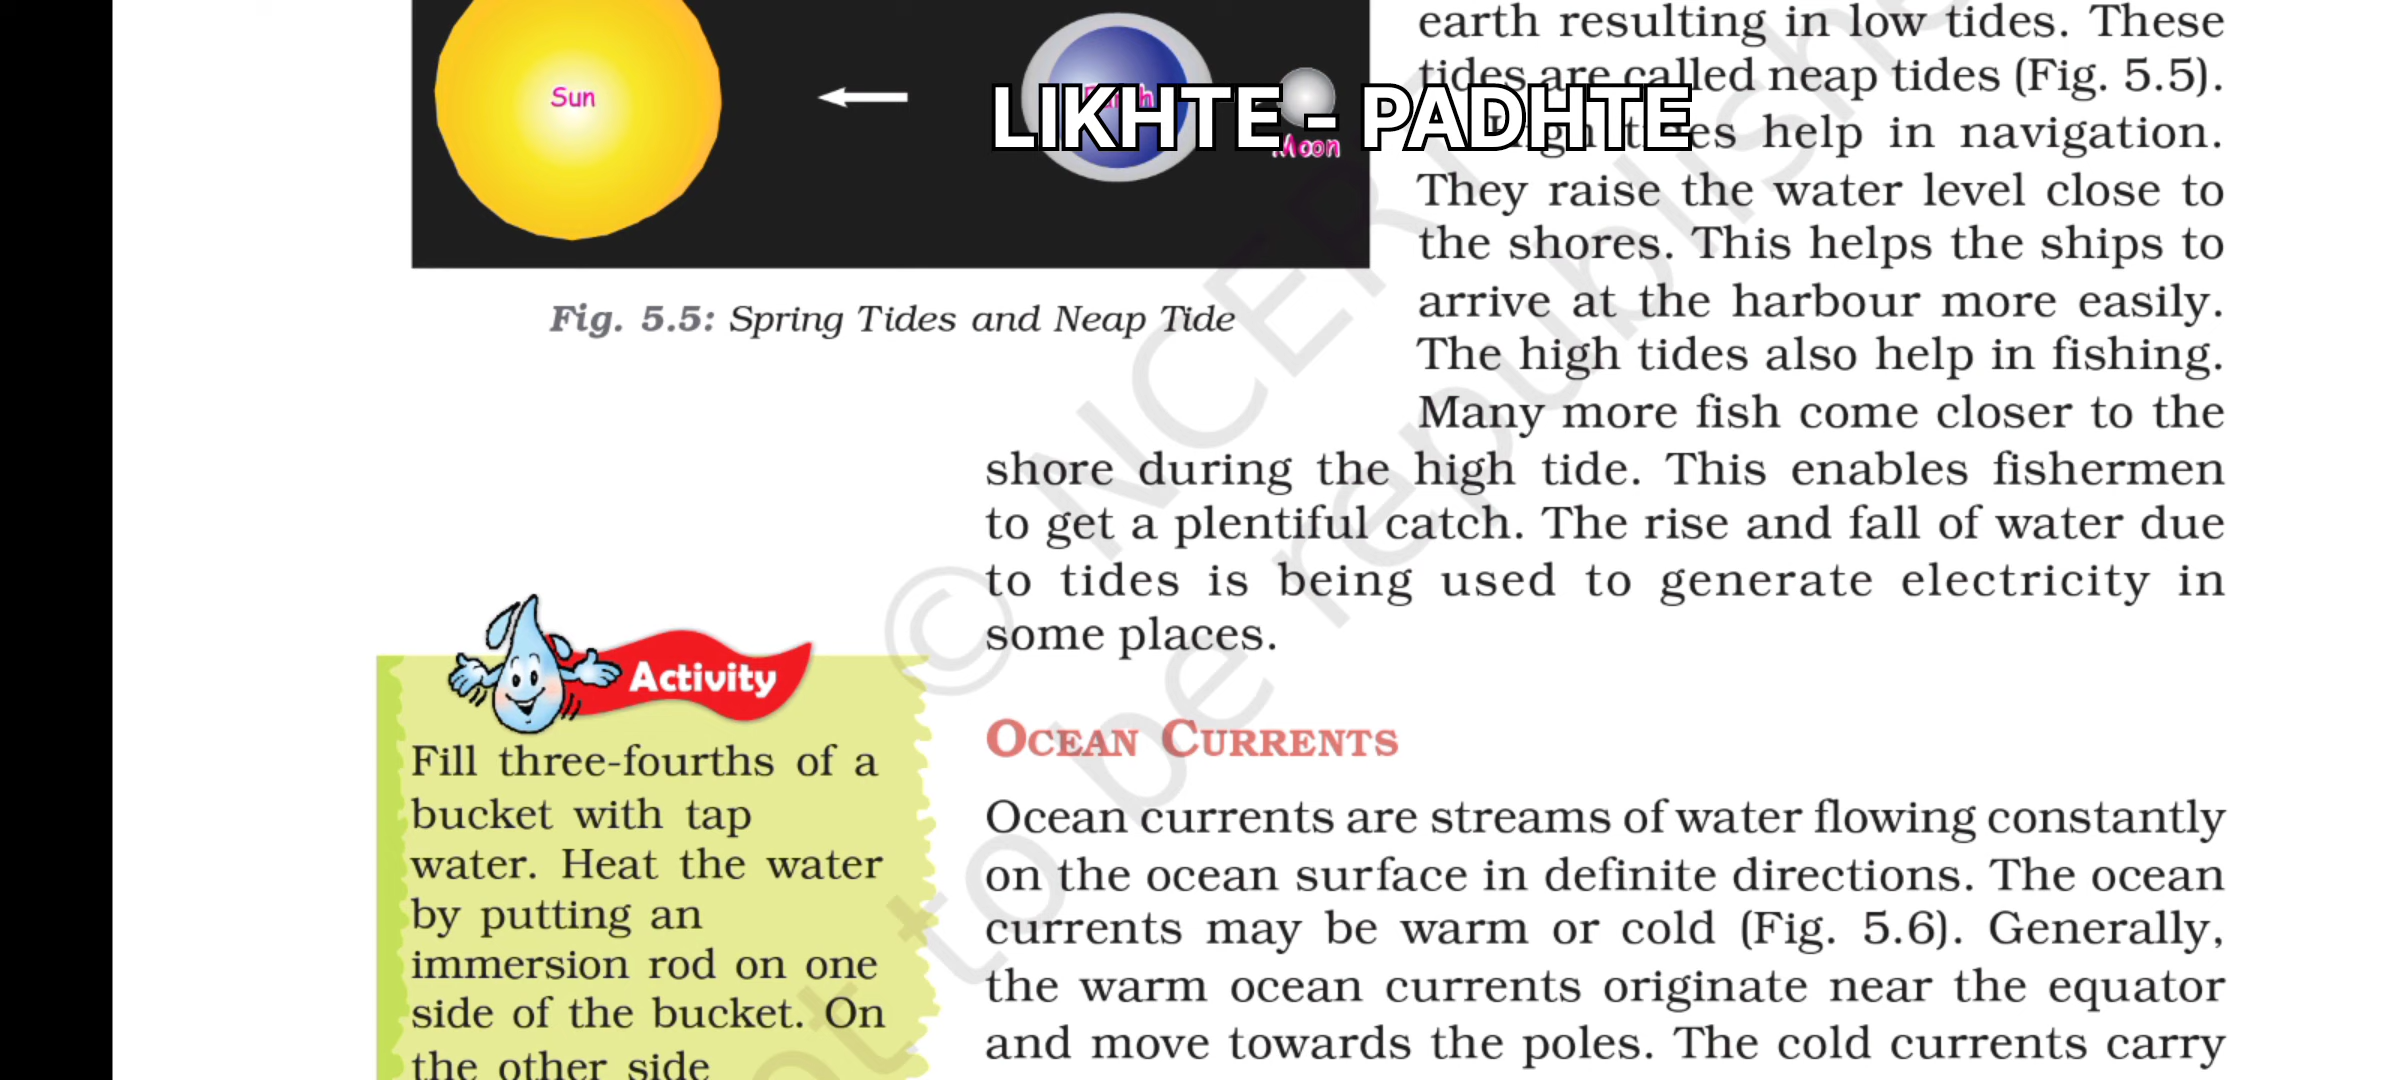 Sun
Moon
LIKHTE - PADHTE
Fig. 5.5: Spring Tides and Neap Tide
earth resulting in low tides. These
tides are called neap tides (Fig. 5.5).
help in navigation.
They raise the water level close to
the shores. This helps the ships to
arrive at the harbour more easily.
The high tides also help in fishing.
Many more fish come closer to the
shore during the high tide. This enables fishermen
to get a plentiful catch. The rise and fall of water due
to tides is being used to generate electricity in
some places.
OCEAN CURRENTS
Ocean currents are streams of water flowing constantly
on the ocean surface in definite directions. The ocean
currents may be warm or cold (Fig. 5.6). Generally,
the warm ocean currents originate near the equator
and move towards the poles. The cold currents carry
Activity
Fill three-fourths of a
bucket with tap
water. Heat the water
by putting an
immersion rod on one
side of the bucket. On
the other side
© NCERT
to be republished